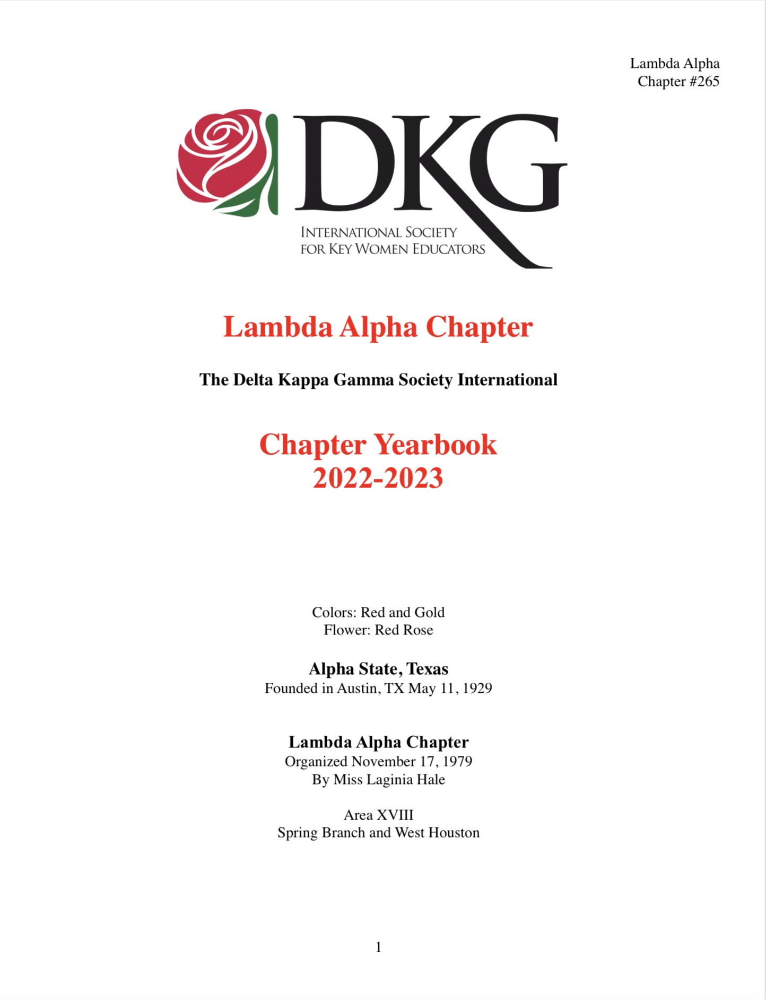 Lambda Alpha
Chapter #265
DKG
INTERNATIONAL SOCIETY
FOR KEY WOMEN EDUCATORS
Lambda Alpha Chapter
The Delta Kappa Gamma Society International
Chapter Yearbook
2022-2023
Colors: Red and Gold
Flower: Red Rose
Alpha State, Texas
Founded in Austin, TX May 11, 1929
Lambda Alpha Chapter
Organized November 17, 1979
By Miss Laginia Hale
Area XVIII
Spring Branch and West Houston
1